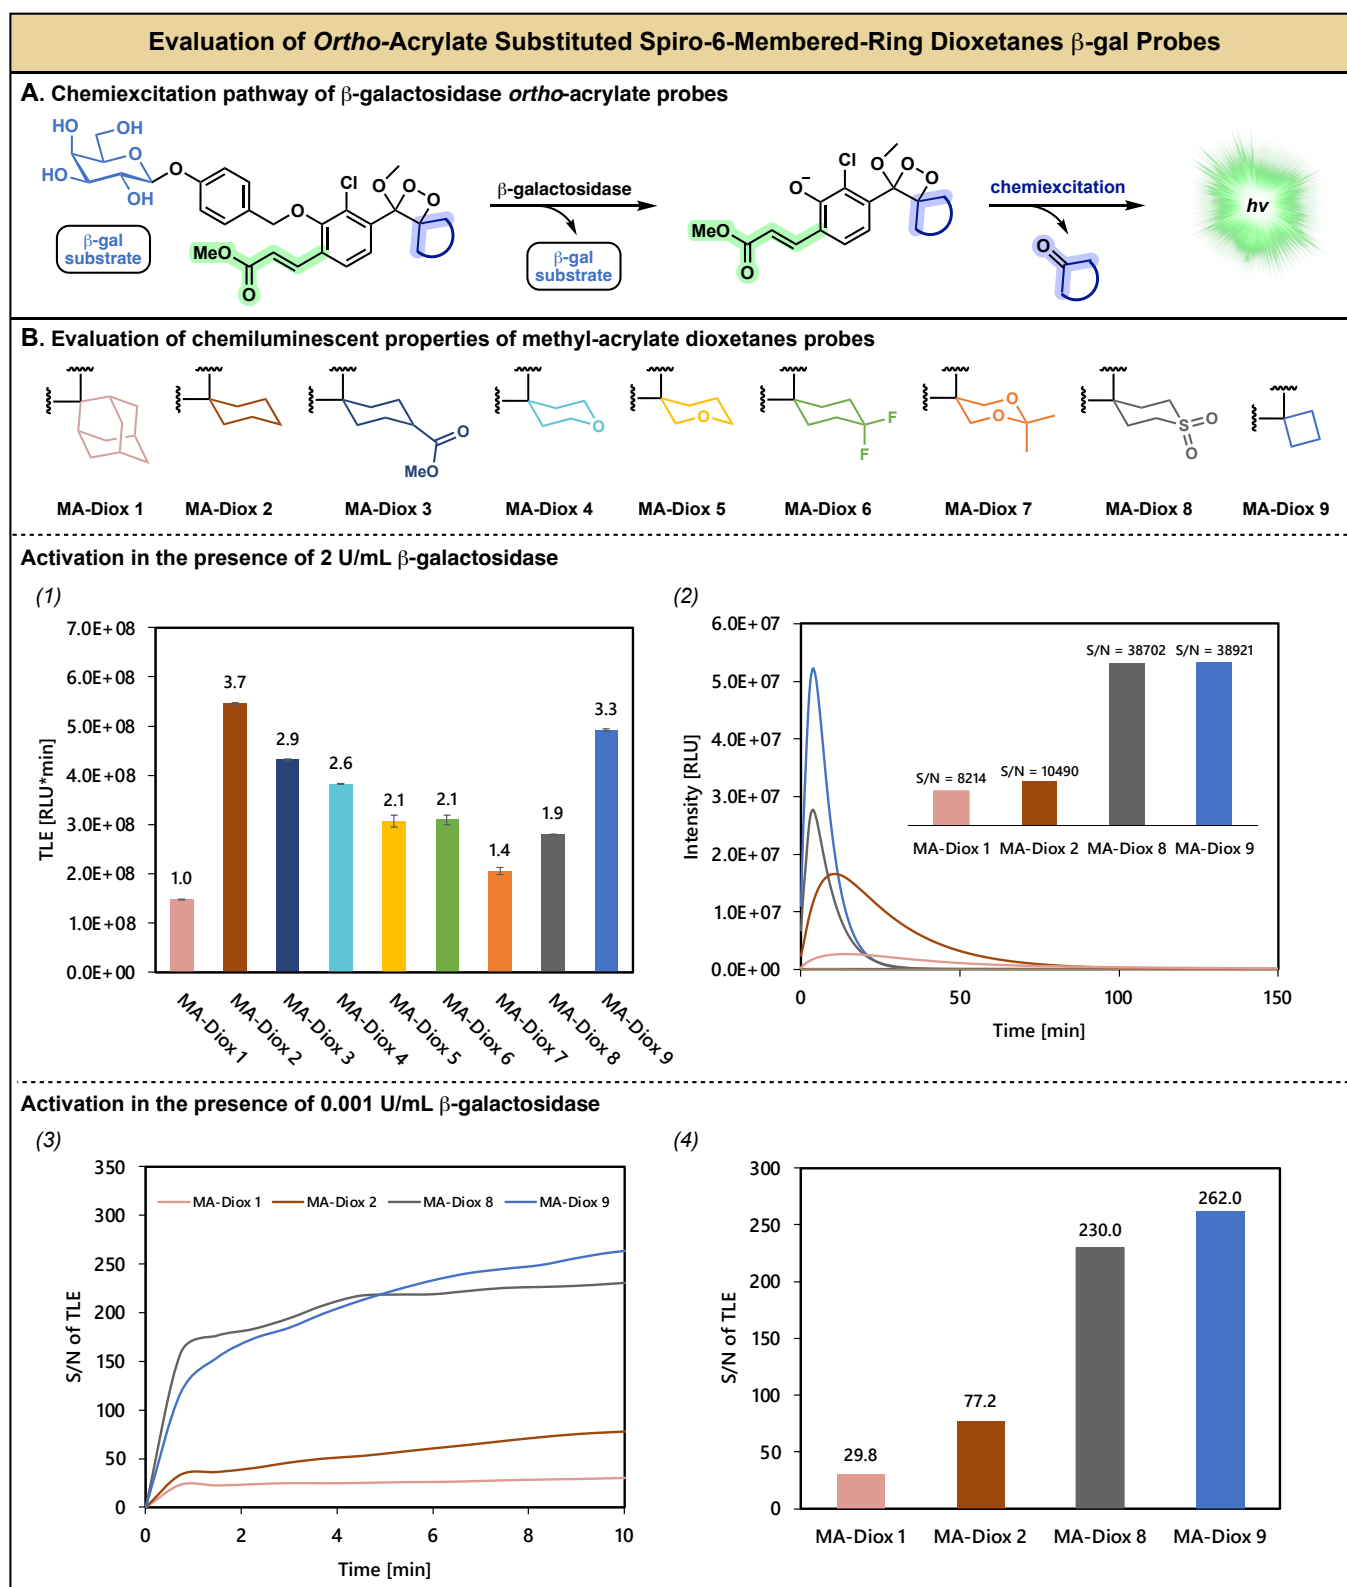 Evaluation of Ortho-Acrylate Substituted Spiro-6-Membered-Ring Dioxetanes β-gal Probes
A. Chemiexcitation pathway of β-galactosidase ortho-acrylate probes
HO
OH
O
HO
OH
O
O
Cl
O
O
O
MeO
O
β-gal
substrate
β-galactosidase
β-gal
substrate
O⁻
Cl
O
O
O
MeO
O
chemiexcitation
O
hv
B. Evaluation of chemiluminescent properties of methyl-acrylate dioxetanes probes
O
MeO
O
O
F
F
O
O
S
O
O
MA-Diox 1
MA-Diox 2
MA-Diox 3
MA-Diox 4
MA-Diox 5
MA-Diox 6
MA-Diox 7
MA-Diox 8
MA-Diox 9
Activation in the presence of 2 U/mL β-galactosidase
(1)
TLE [RLU*min]
7.0E+08
6.0E+08
5.0E+08
4.0E+08
3.0E+08
2.0E+08
1.0E+08
0.0E+00
1.0
3.7
2.9
2.6
2.1
2.1
1.4
1.9
3.3
MA-Diox 1
MA-Diox 2
MA-Diox 3
MA-Diox 4
MA-Diox 5
MA-Diox 6
MA-Diox 7
MA-Diox 8
MA-Diox 9
(2)
Intensity [RLU]
6.0E+07
5.0E+07
4.0E+07
3.0E+07
2.0E+07
1.0E+07
0.0E+00
S/N = 8214
S/N = 10490
S/N = 38702
S/N = 38921
MA-Diox 1
MA-Diox 2
MA-Diox 8
MA-Diox 9
0
50
100
150
Time [min]
Activation in the presence of 0.001 U/mL β-galactosidase
(3)
S/N of TLE
350
300
250
200
150
100
50
0
MA-Diox 1
MA-Diox 2
MA-Diox 8
MA-Diox 9
0
2
4
6
8
10
Time [min]
(4)
S/N of TLE
300
250
200
150
100
50
0
29.8
77.2
230.0
262.0
MA-Diox 1
MA-Diox 2
MA-Diox 8
MA-Diox 9